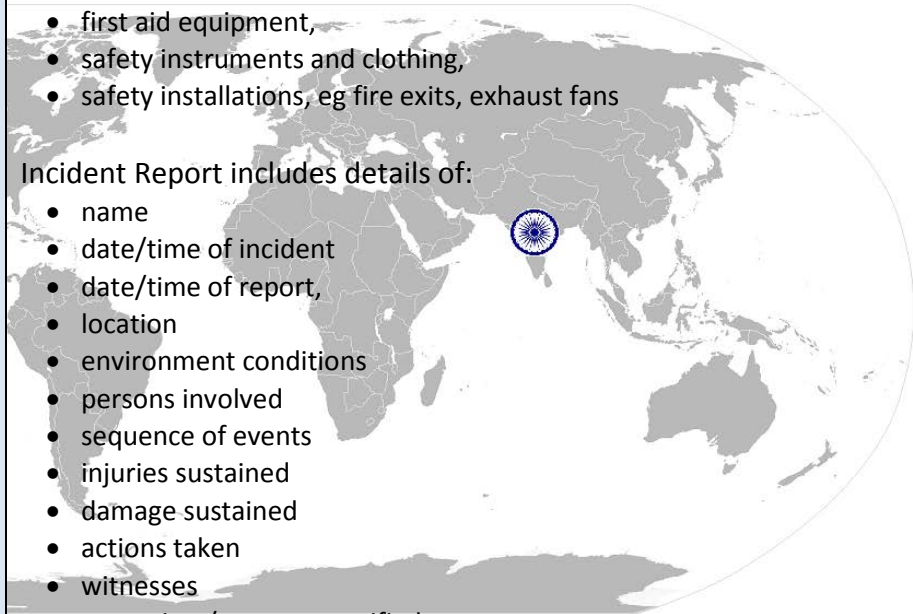 • first aid equipment,
• safety instruments and clothing,
• safety installations, eg fire exits, exhaust fans
Incident Report includes details of:
• name
• date/time of incident
• date/time of report,
• location
• environment conditions
• persons involved
• sequence of events
• injuries sustained
• damage sustained
• actions taken
• witnesses